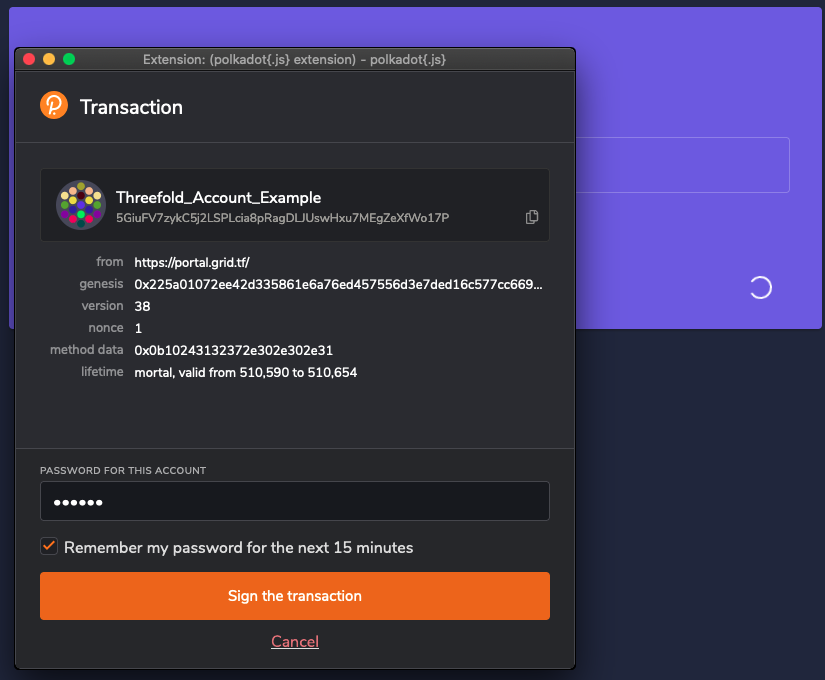 Extension: (polkadot{.js} extension) - polkadot{.js}
Transaction
Threefold_Account_Example
5GiuFV7zykC5j2LSPLcia8pRagDLJUswHxu7MEgZeXfWo17P
from https://portal.grid.tf/
genesis 0x225a01072ee42d335861e6a76ed457556d3e7ded16c577cc669...
version 38
nonce 1
method data 0x0b10243132372e302e302e31
lifetime mortal, valid from 510,590 to 510,654
PASSWORD FOR THIS ACCOUNT
••••••
Remember my password for the next 15 minutes
Sign the transaction
Cancel